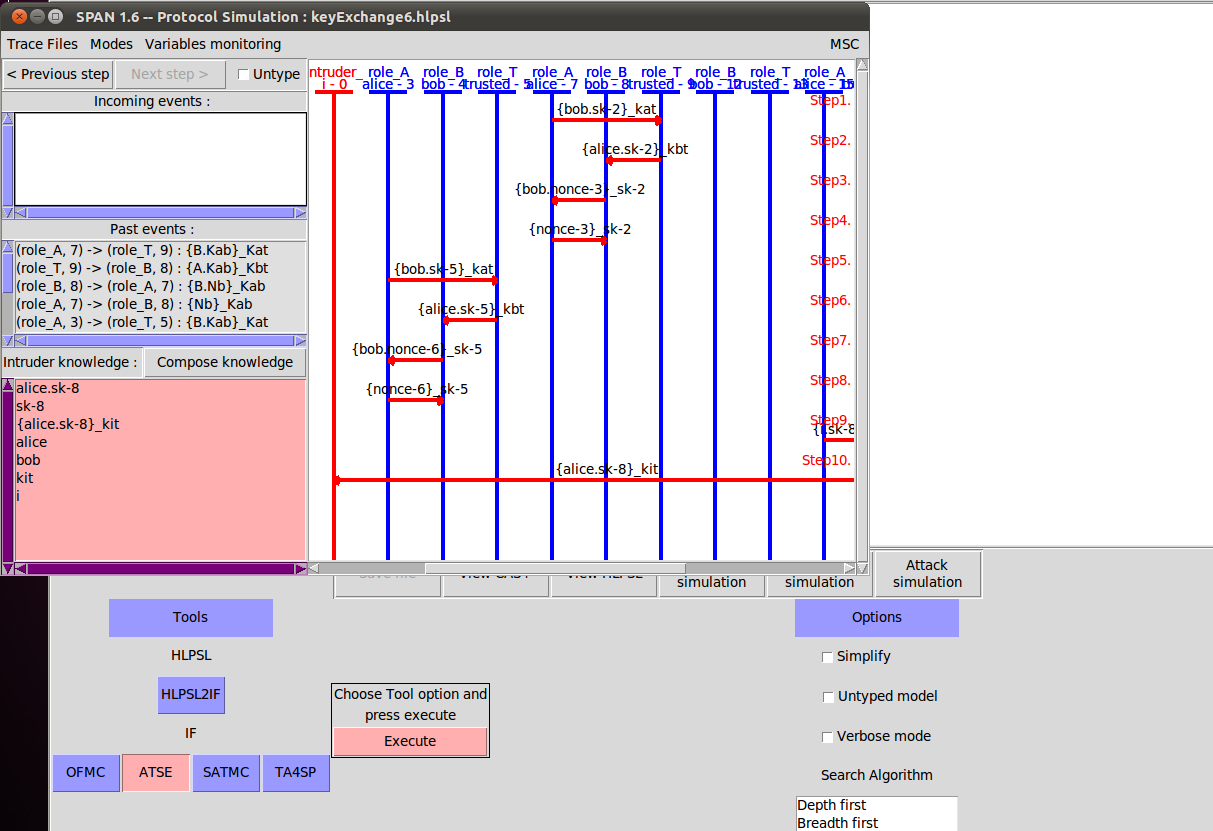 SPAN 1.6 -- Protocol Simulation : keyExchange6.hlpsl
Trace Files Modes Variables monitoring MSC
< Previous step Next step > Untype
Incoming events :
Past events :
(role_A, 7) -> (role_T, 9) : {B.Kab}_Kat
(role_T, 9) -> (role_B, 8) : {A.Kab}_Kbt
(role_B, 8) -> (role_A, 7) : {B.Nb}_Kab
(role_A, 7) -> (role_B, 8) : {Nb}_Kab
(role_A, 3) -> (role_T, 5) : {B.Kab}_Kat
Intruder knowledge : Compose knowledge
alice.sk-8
sk-8
{alice.sk-8}_kit
alice
bob
kit
i
ntruder_ role_A role_B role_T role_A role_B role_T role_B role_T role_A
i - 0 alice - 3 bob - 4 trusted - 5 alice - 7 bob - 8 trusted - 9 bob - 12 trusted - 13 alice - 15
Step1.
{bob.sk-2}_kat
Step2.
{alice.sk-2}_kbt
Step3.
{bob.nonce-3}_sk-2
Step4.
{nonce-3}_sk-2
Step5.
{bob.sk-5}_kat
Step6.
{alice.sk-5}_kbt
Step7.
{bob.nonce-6}_sk-5
Step8.
{nonce-6}_sk-5
Step9.
{i.sk-8
Step10.
{alice.sk-8}_kit
simulation simulation
Attack
simulation
Tools
HLPSL
HLPSL2IF
IF
OFMC ATSE SATMC TA4SP
Choose Tool option and
press execute
Execute
Options
Simplify
Untyped model
Verbose mode
Search Algorithm
Depth first
Breadth first